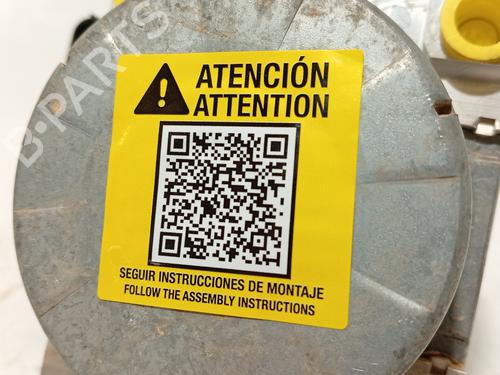 B·PARTS
ATENCIÓN
ATTENTION
SEGUIR INSTRUCCIONES DE MONTAJE
FOLLOW THE ASSEMBLY INSTRUCTIONS